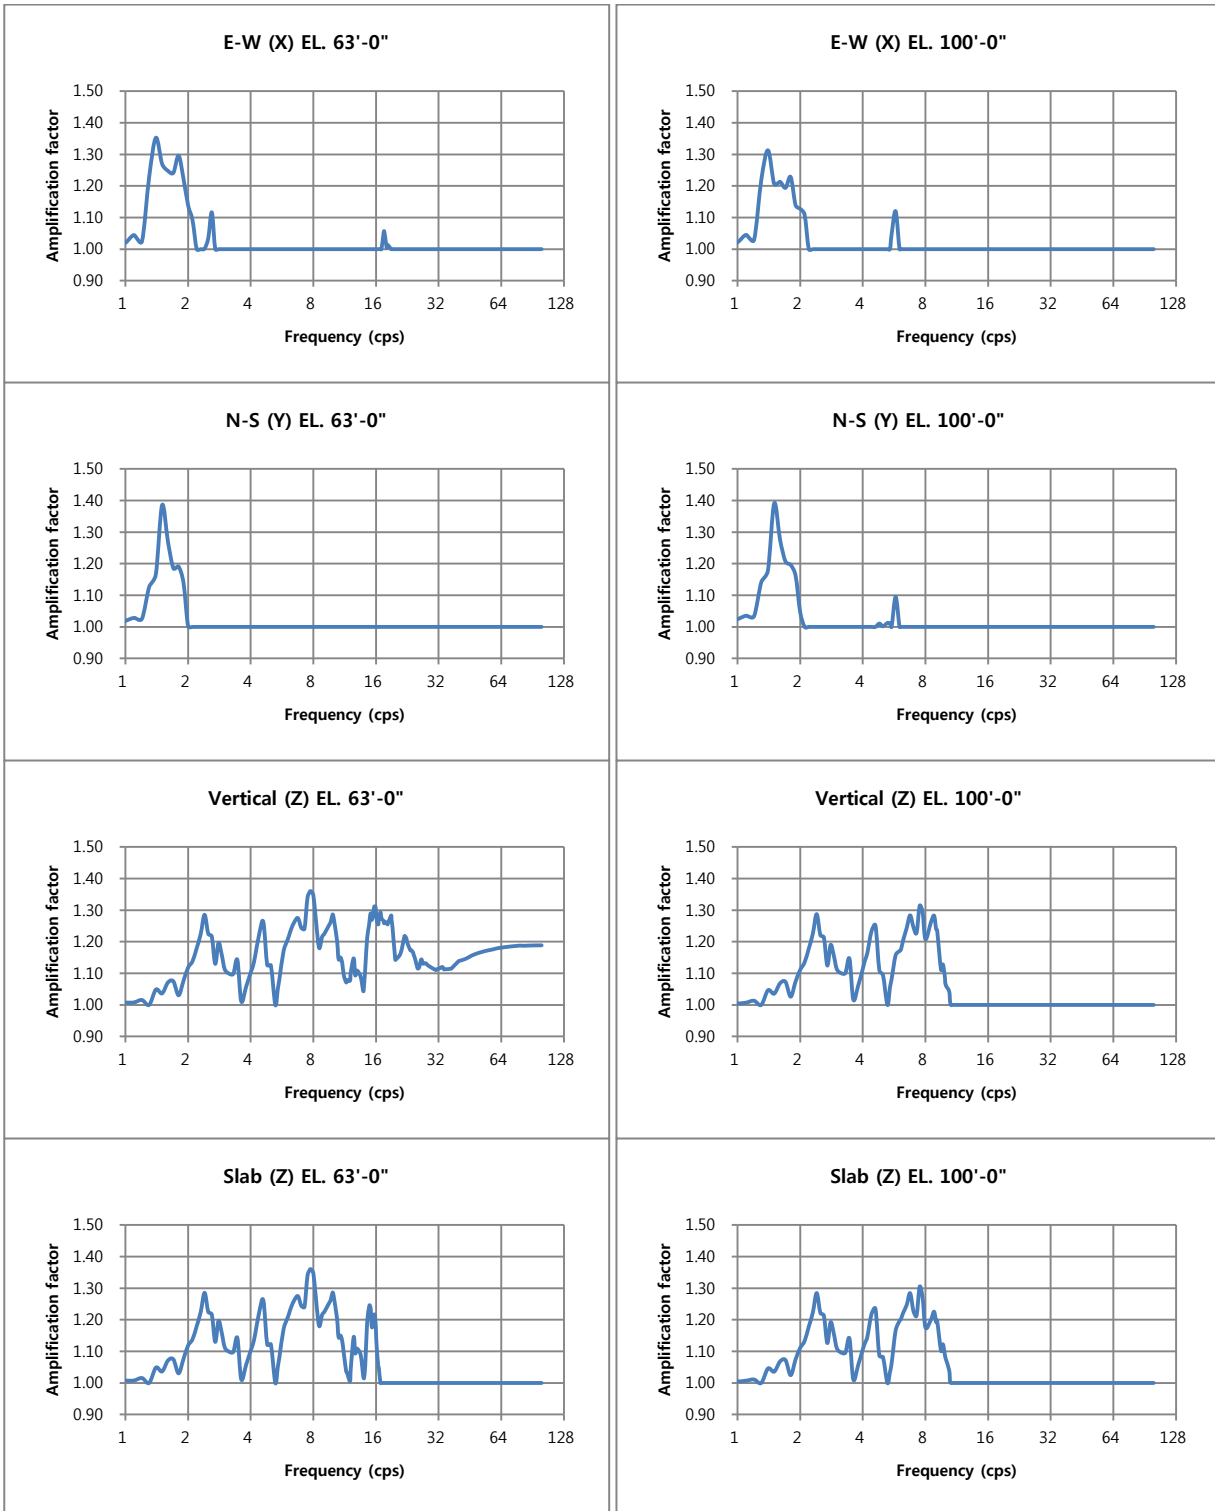 E-W (X) EL. 63'-0"
Amplification factor
1.50
1.40
1.30
1.20
1.10
1.00
0.90
1 2 4 8 16 32 64 128
Frequency (cps)
E-W (X) EL. 100'-0"
Amplification factor
1.50
1.40
1.30
1.20
1.10
1.00
0.90
1 2 4 8 16 32 64 128
Frequency (cps)
N-S (Y) EL. 63'-0"
Amplification factor
1.50
1.40
1.30
1.20
1.10
1.00
0.90
1 2 4 8 16 32 64 128
Frequency (cps)
N-S (Y) EL. 100'-0"
Amplification factor
1.50
1.40
1.30
1.20
1.10
1.00
0.90
1 2 4 8 16 32 64 128
Frequency (cps)
Vertical (Z) EL. 63'-0"
Amplification factor
1.50
1.40
1.30
1.20
1.10
1.00
0.90
1 2 4 8 16 32 64 128
Frequency (cps)
Vertical (Z) EL. 100'-0"
Amplification factor
1.50
1.40
1.30
1.20
1.10
1.00
0.90
1 2 4 8 16 32 64 128
Frequency (cps)
Slab (Z) EL. 63'-0"
Amplification factor
1.50
1.40
1.30
1.20
1.10
1.00
0.90
1 2 4 8 16 32 64 128
Frequency (cps)
Slab (Z) EL. 100'-0"
Amplification factor
1.50
1.40
1.30
1.20
1.10
1.00
0.90
1 2 4 8 16 32 64 128
Frequency (cps)